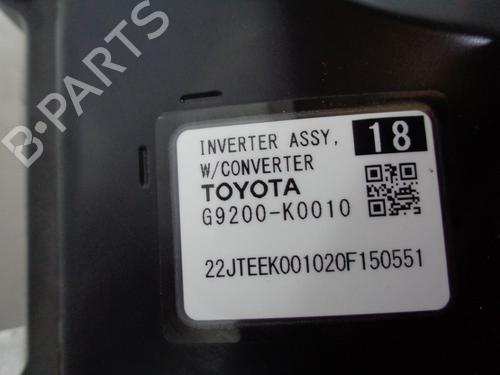 B-PARTS
INVERTER ASSY, 18
W/CONVERTER
TOYOTA
G9200-K0010
22JTEEK001020F150551